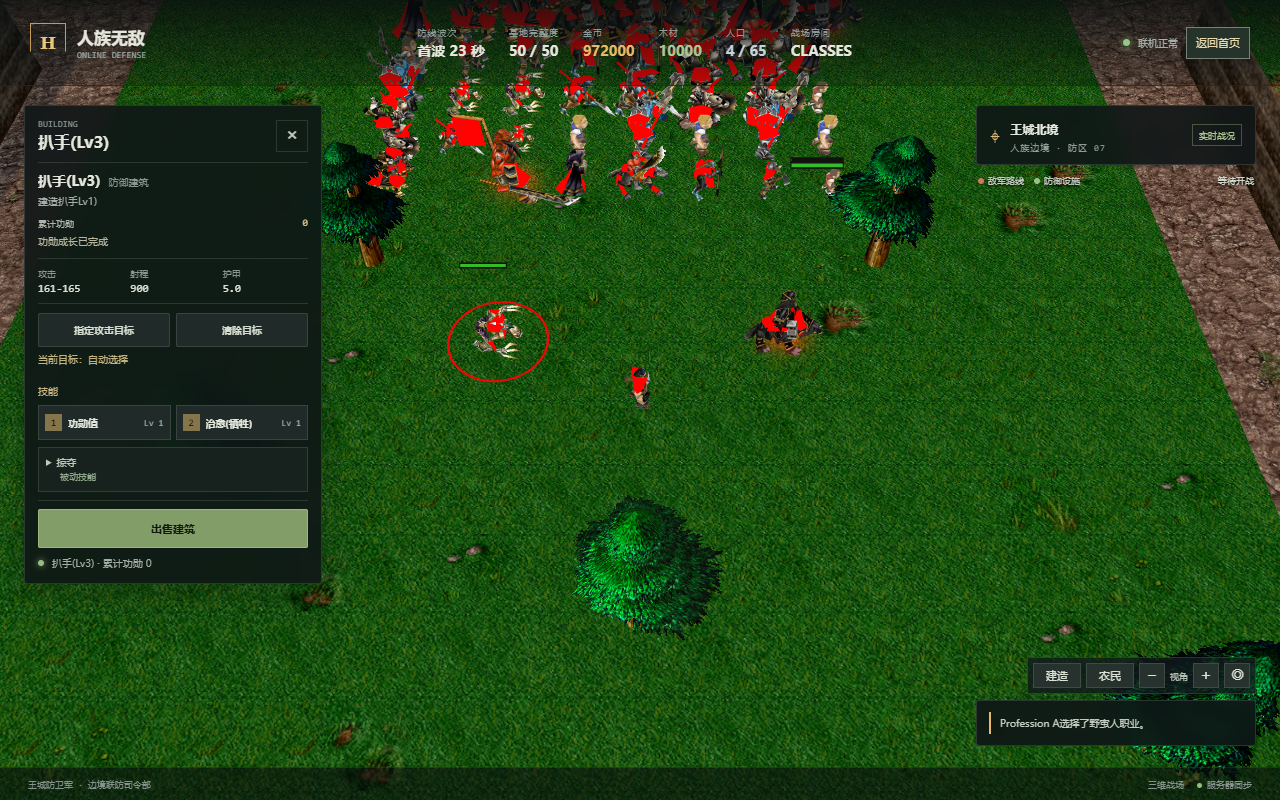 H
人族无敌
ONLINE DEFENSE
防线波次
首波 23 秒
基地完整度
50 / 50
金币
972000
木材
10000
人口
4 / 65
战场房间
CLASSES
联机正常
返回首页
BUILDING
扒手(Lv3)
×
扒手(Lv3) 防御建筑
建造扒手Lv1)
累计功勋 0
功勋成长已完成
攻击 射程 护甲
161-165 900 5.0
指定攻击目标 清除目标
当前目标：自动选择
技能
1 功勋值 Lv 1
2 治愈(牺牲) Lv 1
▶ 掠夺
被动技能
出售建筑
扒手(Lv3) · 累计功勋 0
王城北境
人族边境 · 防区 07
实时战况
敌军路线 防御设施 等待开战
建造 农民 − 视角 + ◎
Profession A选择了野蛮人职业。
王城防卫军 · 边境联防司令部
三维战场 服务器同步